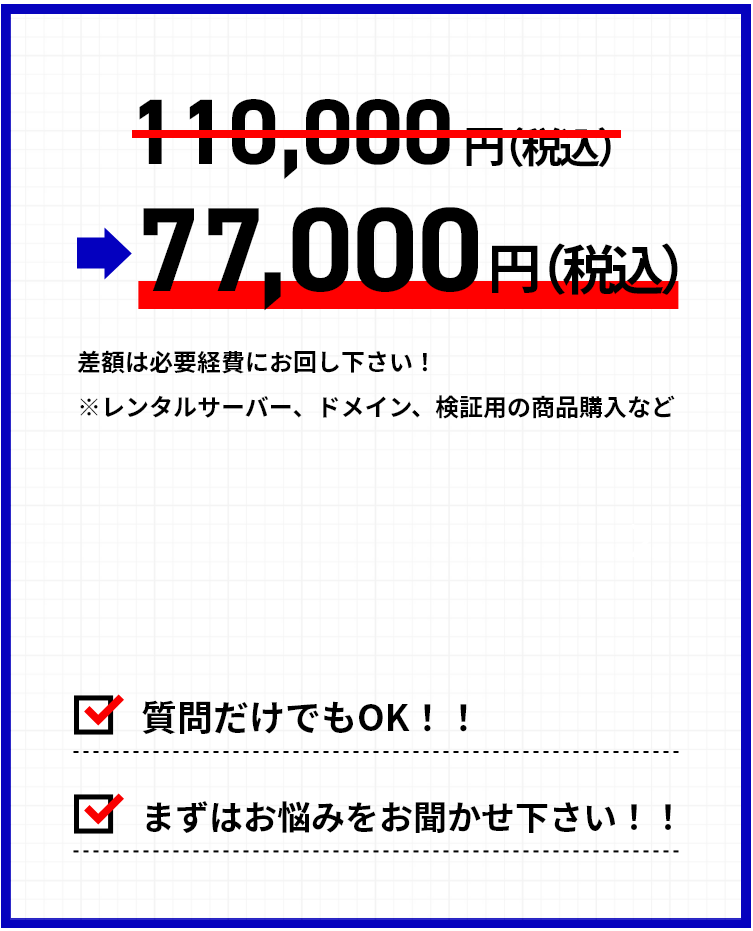 110,000円(税込)
77,000円(税込)
差額は必要経費にお回し下さい！
※レンタルサーバー、ドメイン、検証用の商品購入など
質問だけでもOK！！
まずはお悩みをお聞かせ下さい！！